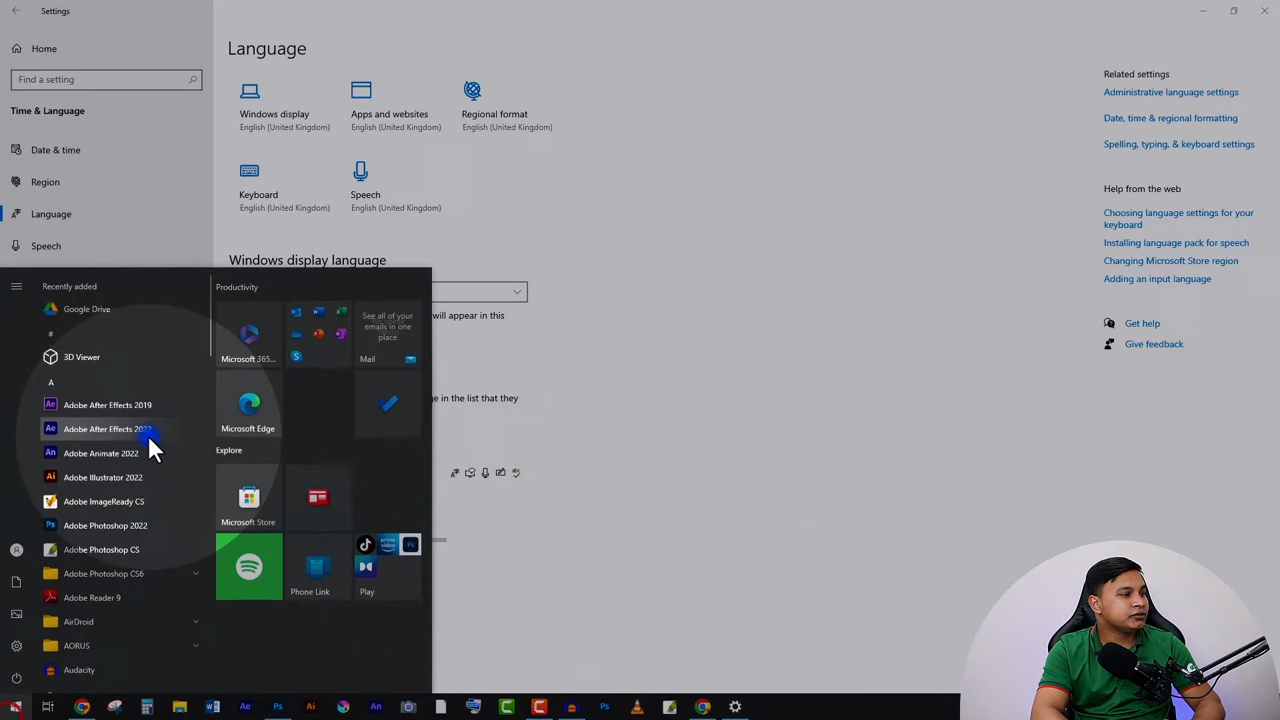 Settings
Home
Find a setting
Time & Language
Date & time
Region
Language
Speech
Language
Windows display
English (United Kingdom)
Apps and websites
English (United Kingdom)
Regional format
English (United Kingdom)
Keyboard
English (United Kingdom)
Speech
English (United Kingdom)
Windows display language
will appear in this
ge in the list that they
Related settings
Administrative language settings
Date, time & regional formatting
Spelling, typing, & keyboard settings
Help from the web
Choosing language settings for your
keyboard
Installing language pack for speech
Changing Microsoft Store region
Adding an input language
Get help
Give feedback
Recently added
Google Drive
#
3D Viewer
A
Adobe After Effects 2019
Adobe After Effects
Adobe Animate 2022
Adobe Illustrator 2022
Adobe ImageReady CS
Adobe Photoshop 2022
Adobe Photoshop CS
Adobe Photoshop CS6
Adobe Reader 9
AirDroid
AORUS
Audacity
Productivity
Microsoft 365...
See all of your
emails in one
place
Mail
Microsoft Edge
Explore
Microsoft Store
Phone Link
Play